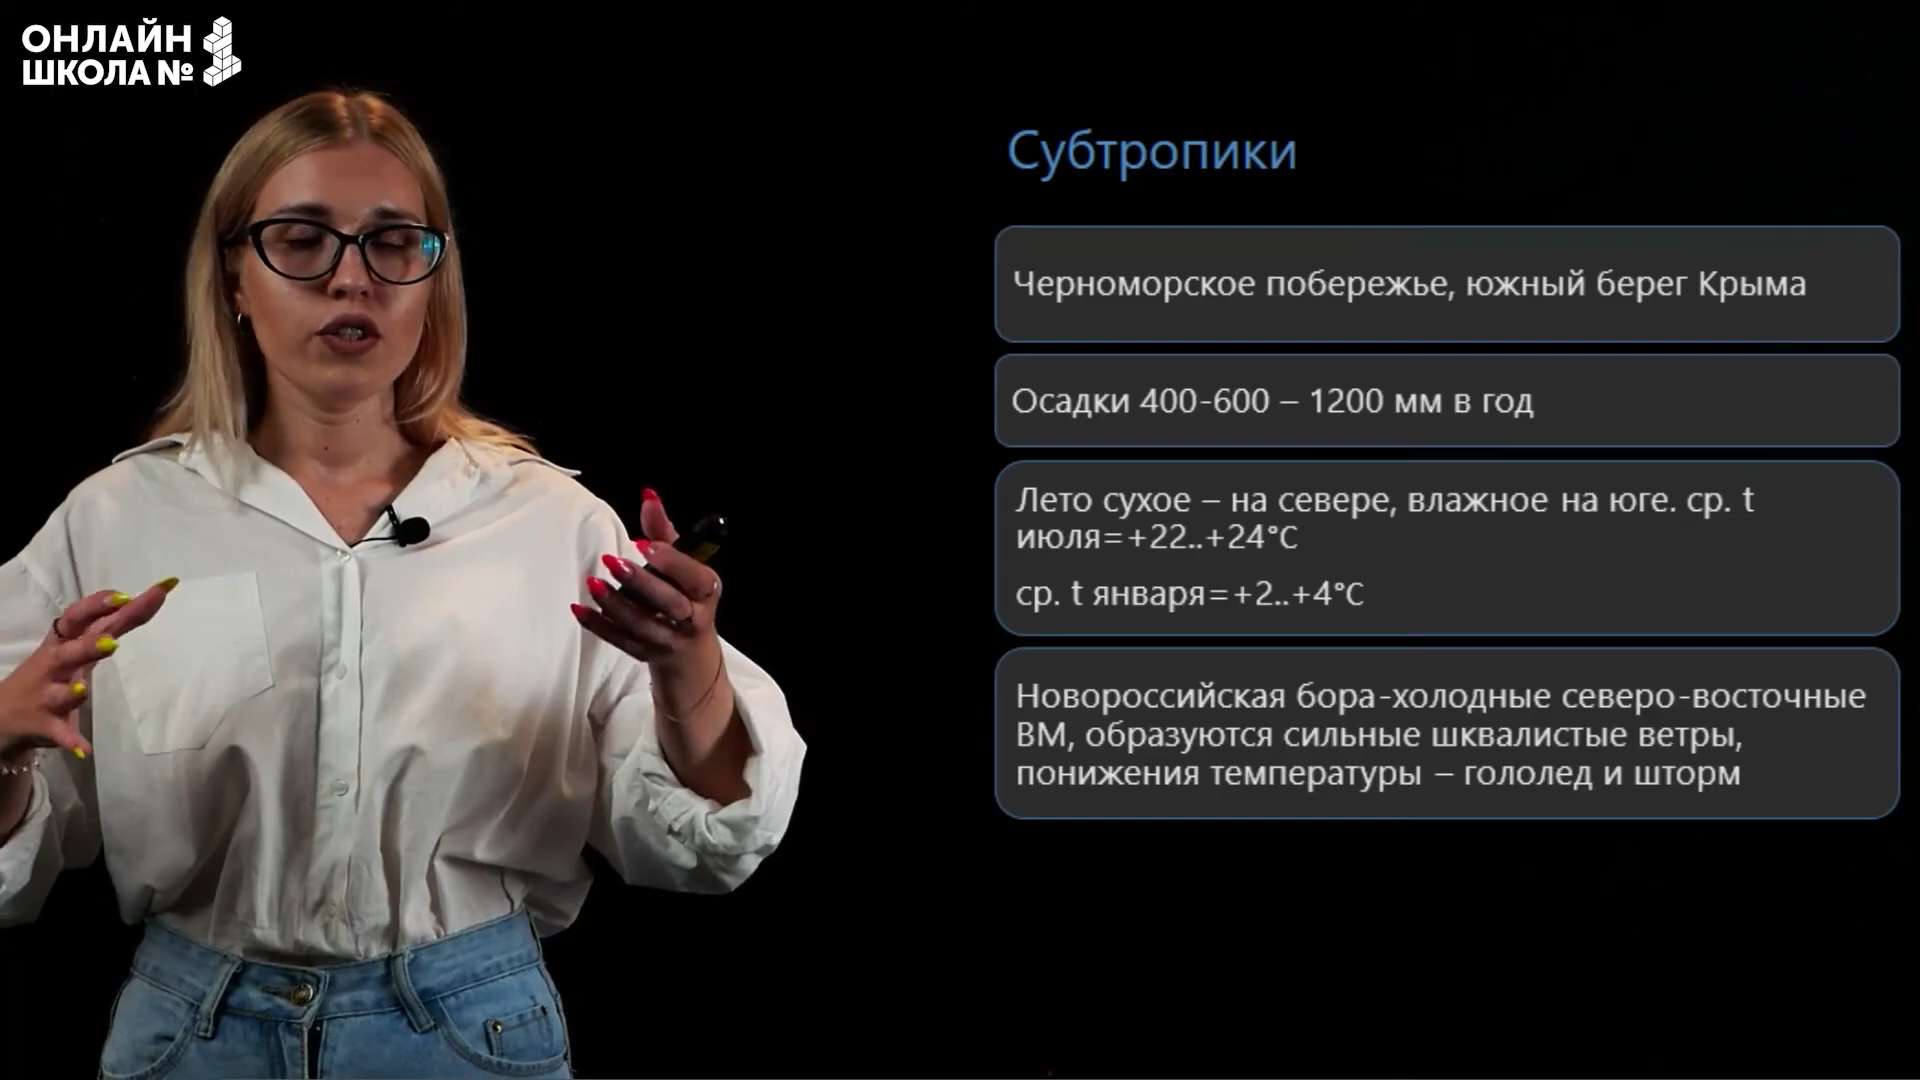 ОНЛАЙН
ШКОЛА №
Субтропики
Черноморское побережье, южный берег Крыма
Осадки 400-600 – 1200 мм в год
Лето сухое – на севере, влажное на юге. ср. t
июля=+22..+24°C
ср. t января=+2..+4°C
Новороссийская бора-холодные северо-восточные
ВМ, образуются сильные шквалистые ветры,
понижения температуры – гололед и шторм